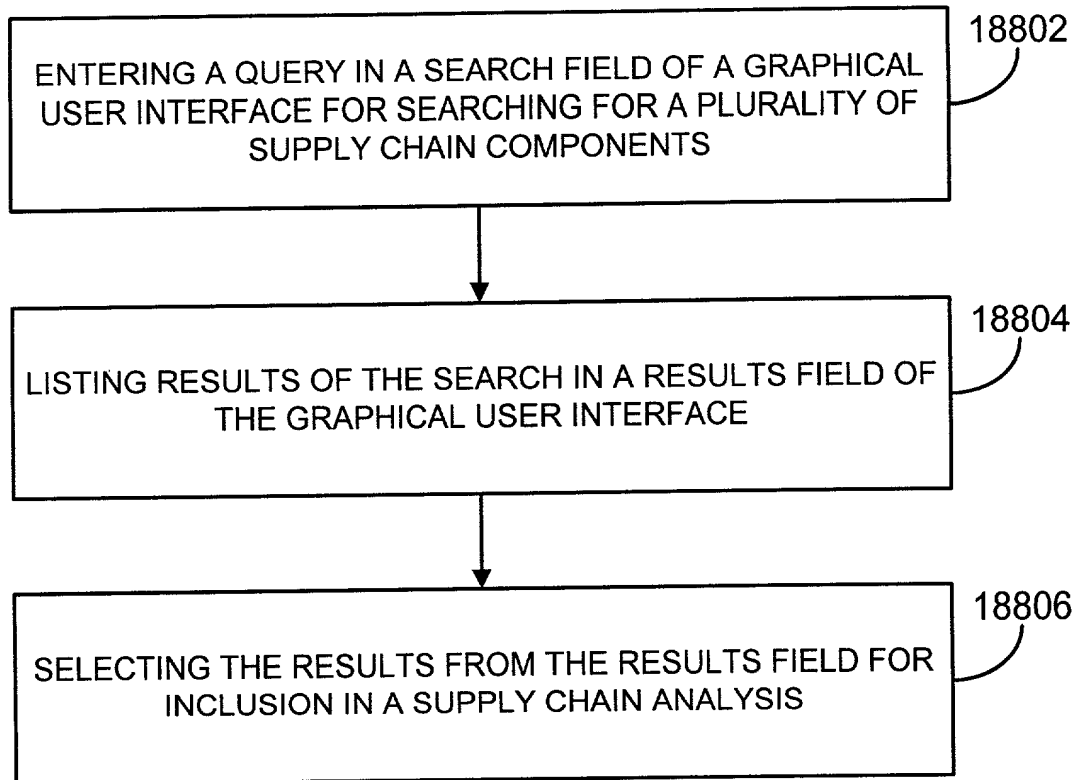 18802
ENTERING A QUERY IN A SEARCH FIELD OF A GRAPHICAL
USER INTERFACE FOR SEARCHING FOR A PLURALITY OF
SUPPLY CHAIN COMPONENTS
18804
LISTING RESULTS OF THE SEARCH IN A RESULTS FIELD OF
THE GRAPHICAL USER INTERFACE
18806
SELECTING THE RESULTS FROM THE RESULTS FIELD FOR
INCLUSION IN A SUPPLY CHAIN ANALYSIS